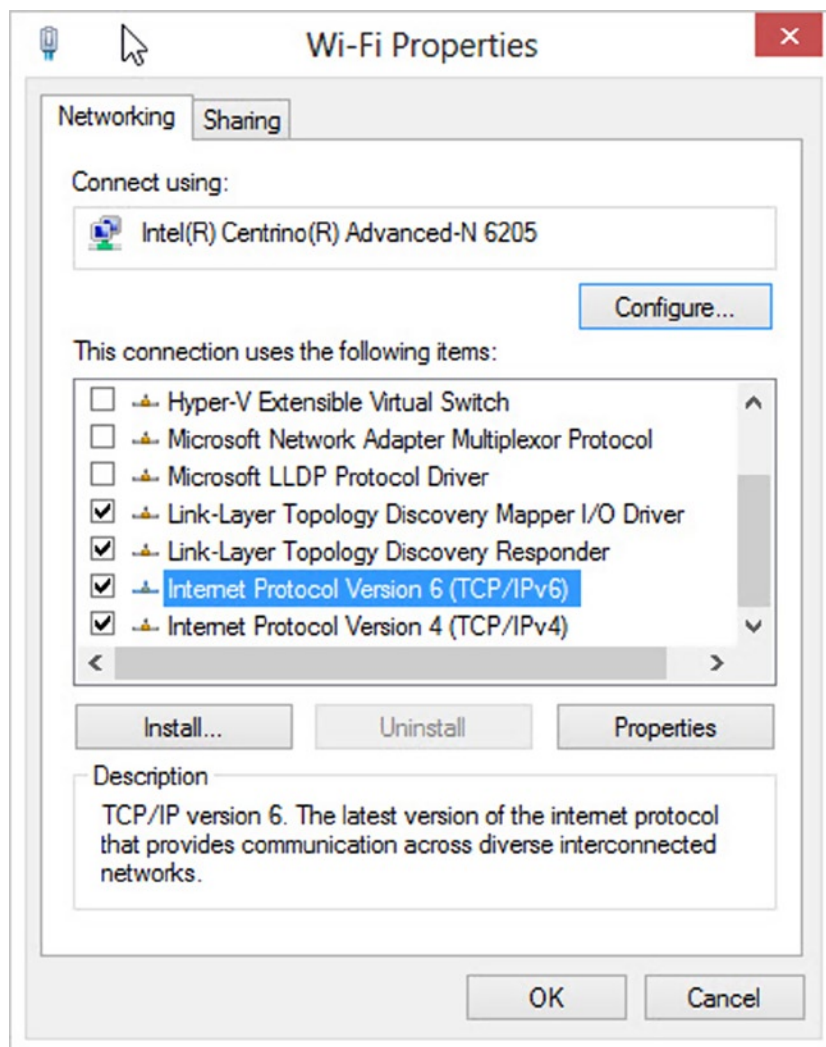 Wi-Fi Properties
Networking
Sharing
Connect using:
Intel(R) Centrino(R) Advanced-N 6205
Configure...
This connection uses the following items:
Hyper-V Extensible Virtual Switch
Microsoft Network Adapter Multiplexor Protocol
Microsoft LLDP Protocol Driver
Link-Layer Topology Discovery Mapper I/O Driver
Link-Layer Topology Discovery Responder
Internet Protocol Version 6 (TCP/IPv6)
Internet Protocol Version 4 (TCP/IPv4)
Install...
Uninstall
Properties
Description
TCP/IP version 6. The latest version of the internet protocol
that provides communication across diverse interconnected
networks.
OK
Cancel